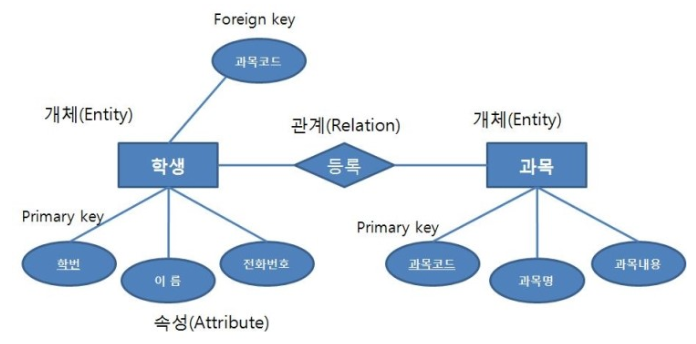 Foreign key
과목코드
개체(Entity)
관계(Relation)
개체(Entity)
학생
등록
과목
Primary key
Primary key
학번
이 름
전화번호
과목코드
과목명
과목내용
속성(Attribute)